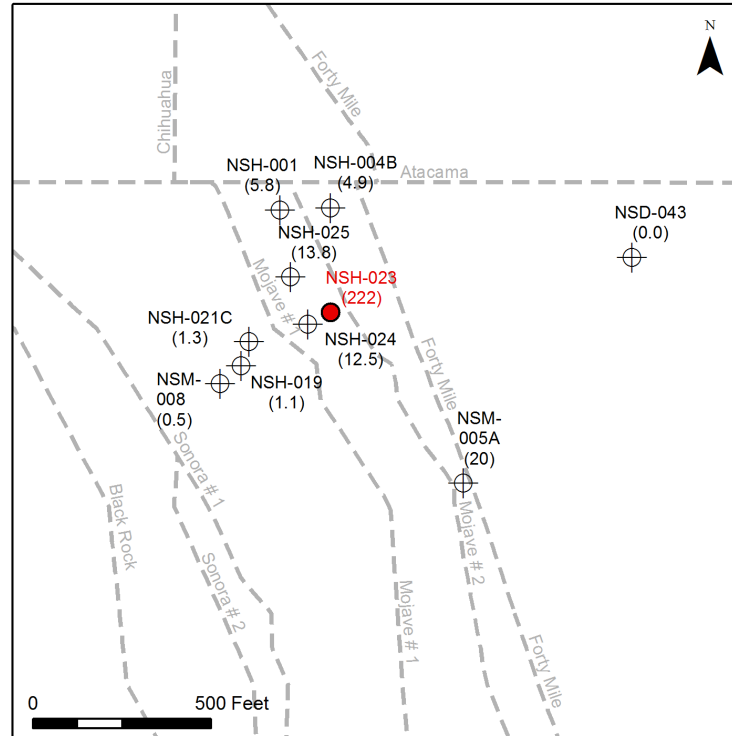 N
Forty Mile
Chihuahua
NSH-001
(5.8)
NSH-004B
(4.9)
Atacama
NSD-043
(0.0)
NSH-025
(13.8)
Mojave # 1
NSH-023
(222)
NSH-021C
(1.3)
NSH-024
(12.5)
Forty Mile
NSM-
008
(0.5)
NSH-019
(1.1)
NSM-
005A
(20)
Sonora # 1
Black Rock
Mojave # 2
Sonora # 2
Mojave # 1
Forty Mile
0
500 Feet